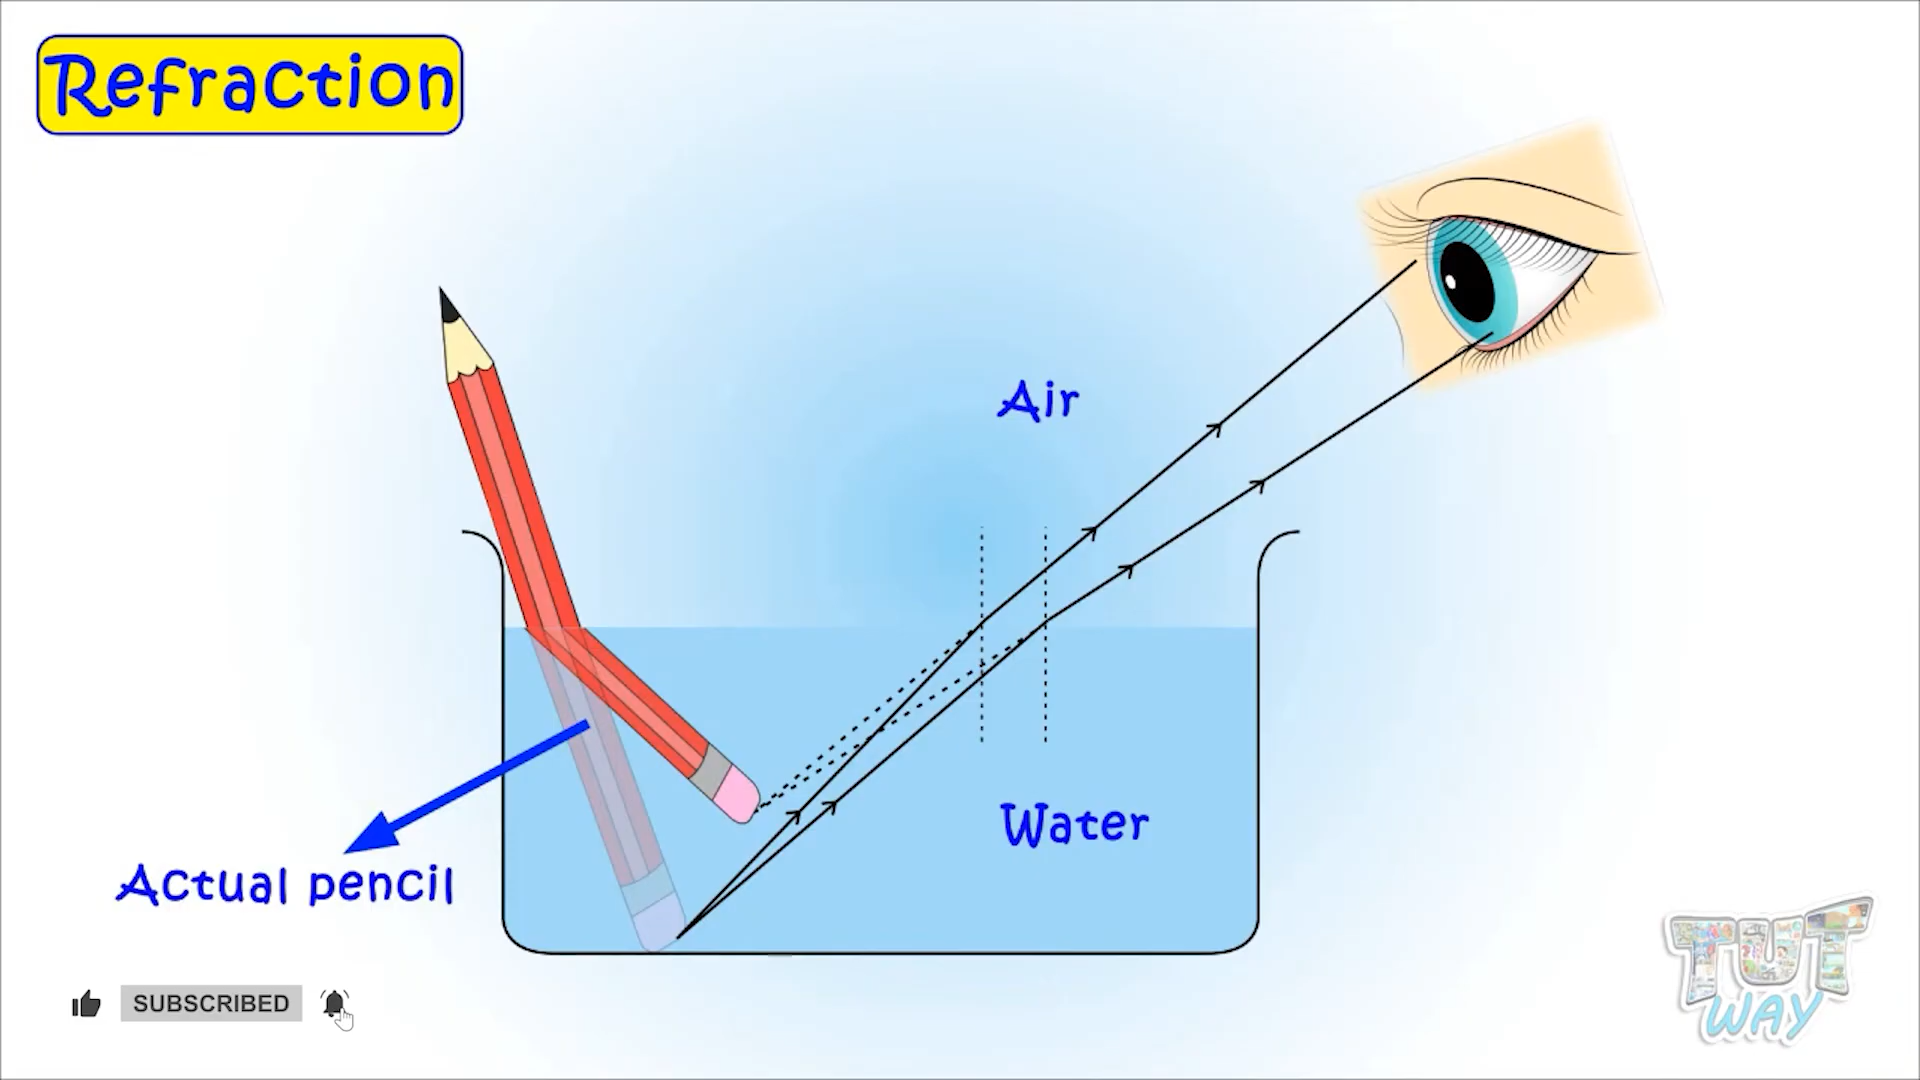 Refraction
Air
Water
Actual pencil
SUBSCRIBED
TUT
WAY